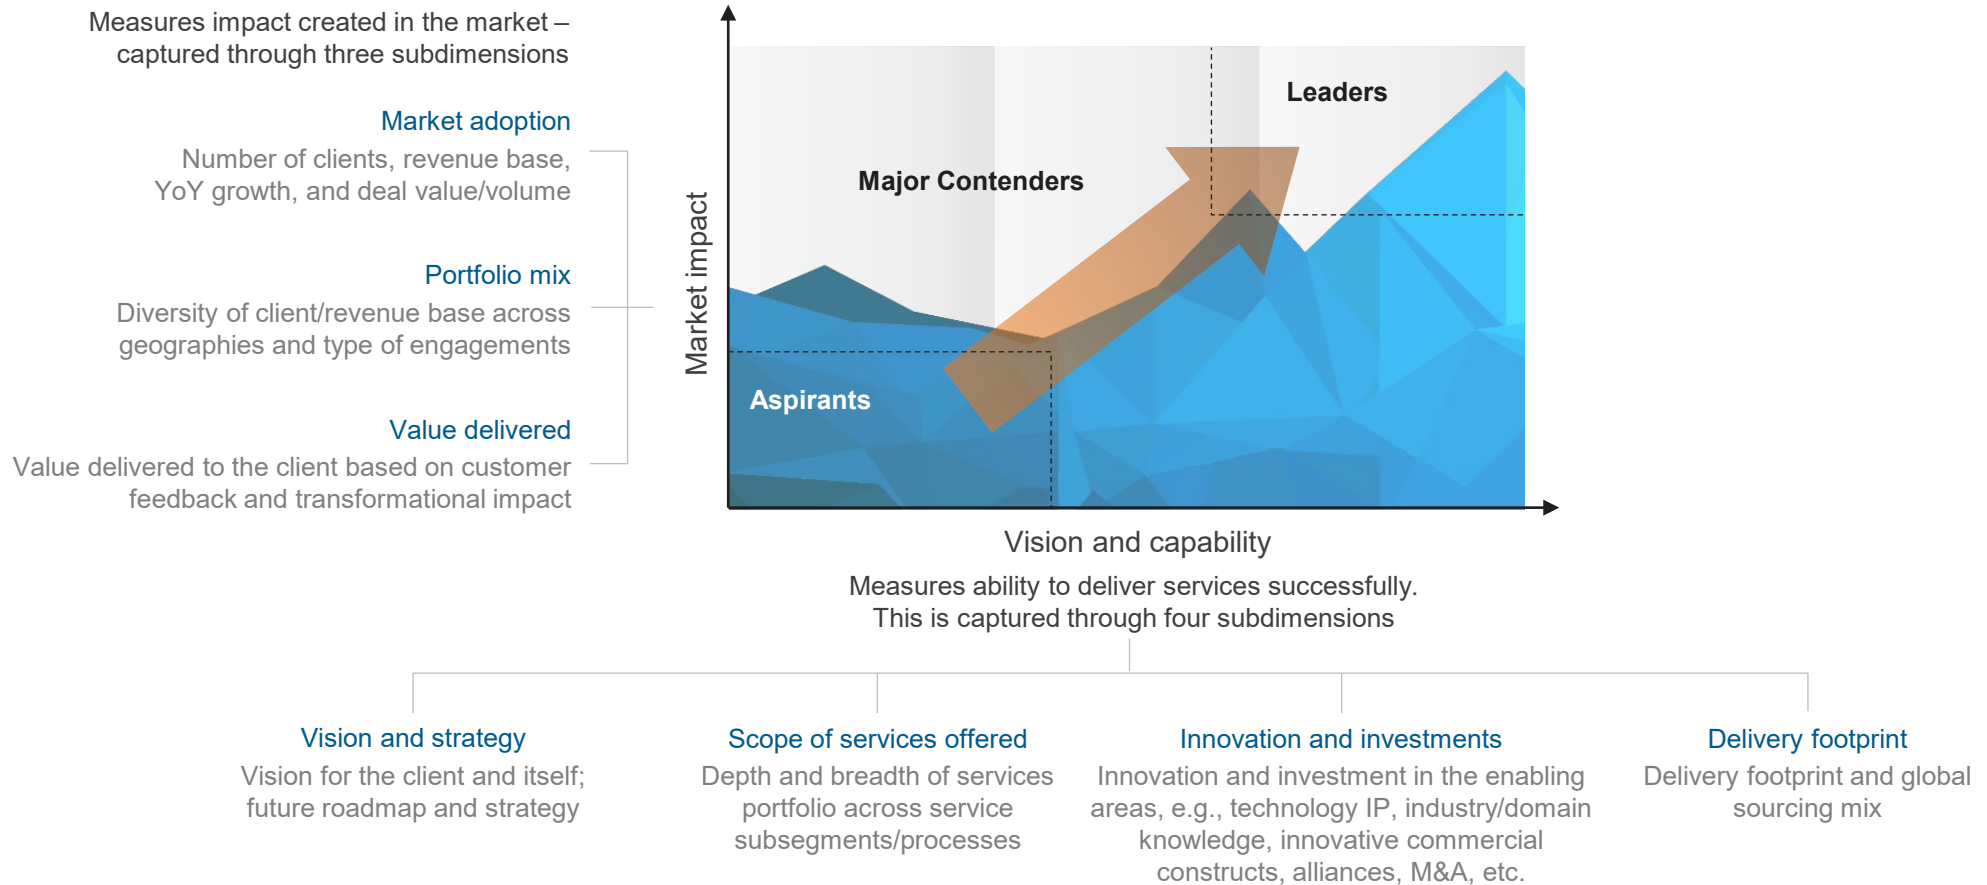 Measures impact created in the market –
captured through three subdimensions
Market adoption
Number of clients, revenue base,
YoY growth, and deal value/volume
Portfolio mix
Diversity of client/revenue base across
geographies and type of engagements
Value delivered
Value delivered to the client based on customer
feedback and transformational impact
Market impact
Leaders
Major Contenders
Aspirants
Vision and capability
Measures ability to deliver services successfully.
This is captured through four subdimensions
Vision and strategy
Vision for the client and itself;
future roadmap and strategy
Scope of services offered
Depth and breadth of services
portfolio across service
subsegments/processes
Innovation and investments
Innovation and investment in the enabling
areas, e.g., technology IP, industry/domain
knowledge, innovative commercial
constructs, alliances, M&A, etc.
Delivery footprint
Delivery footprint and global
sourcing mix